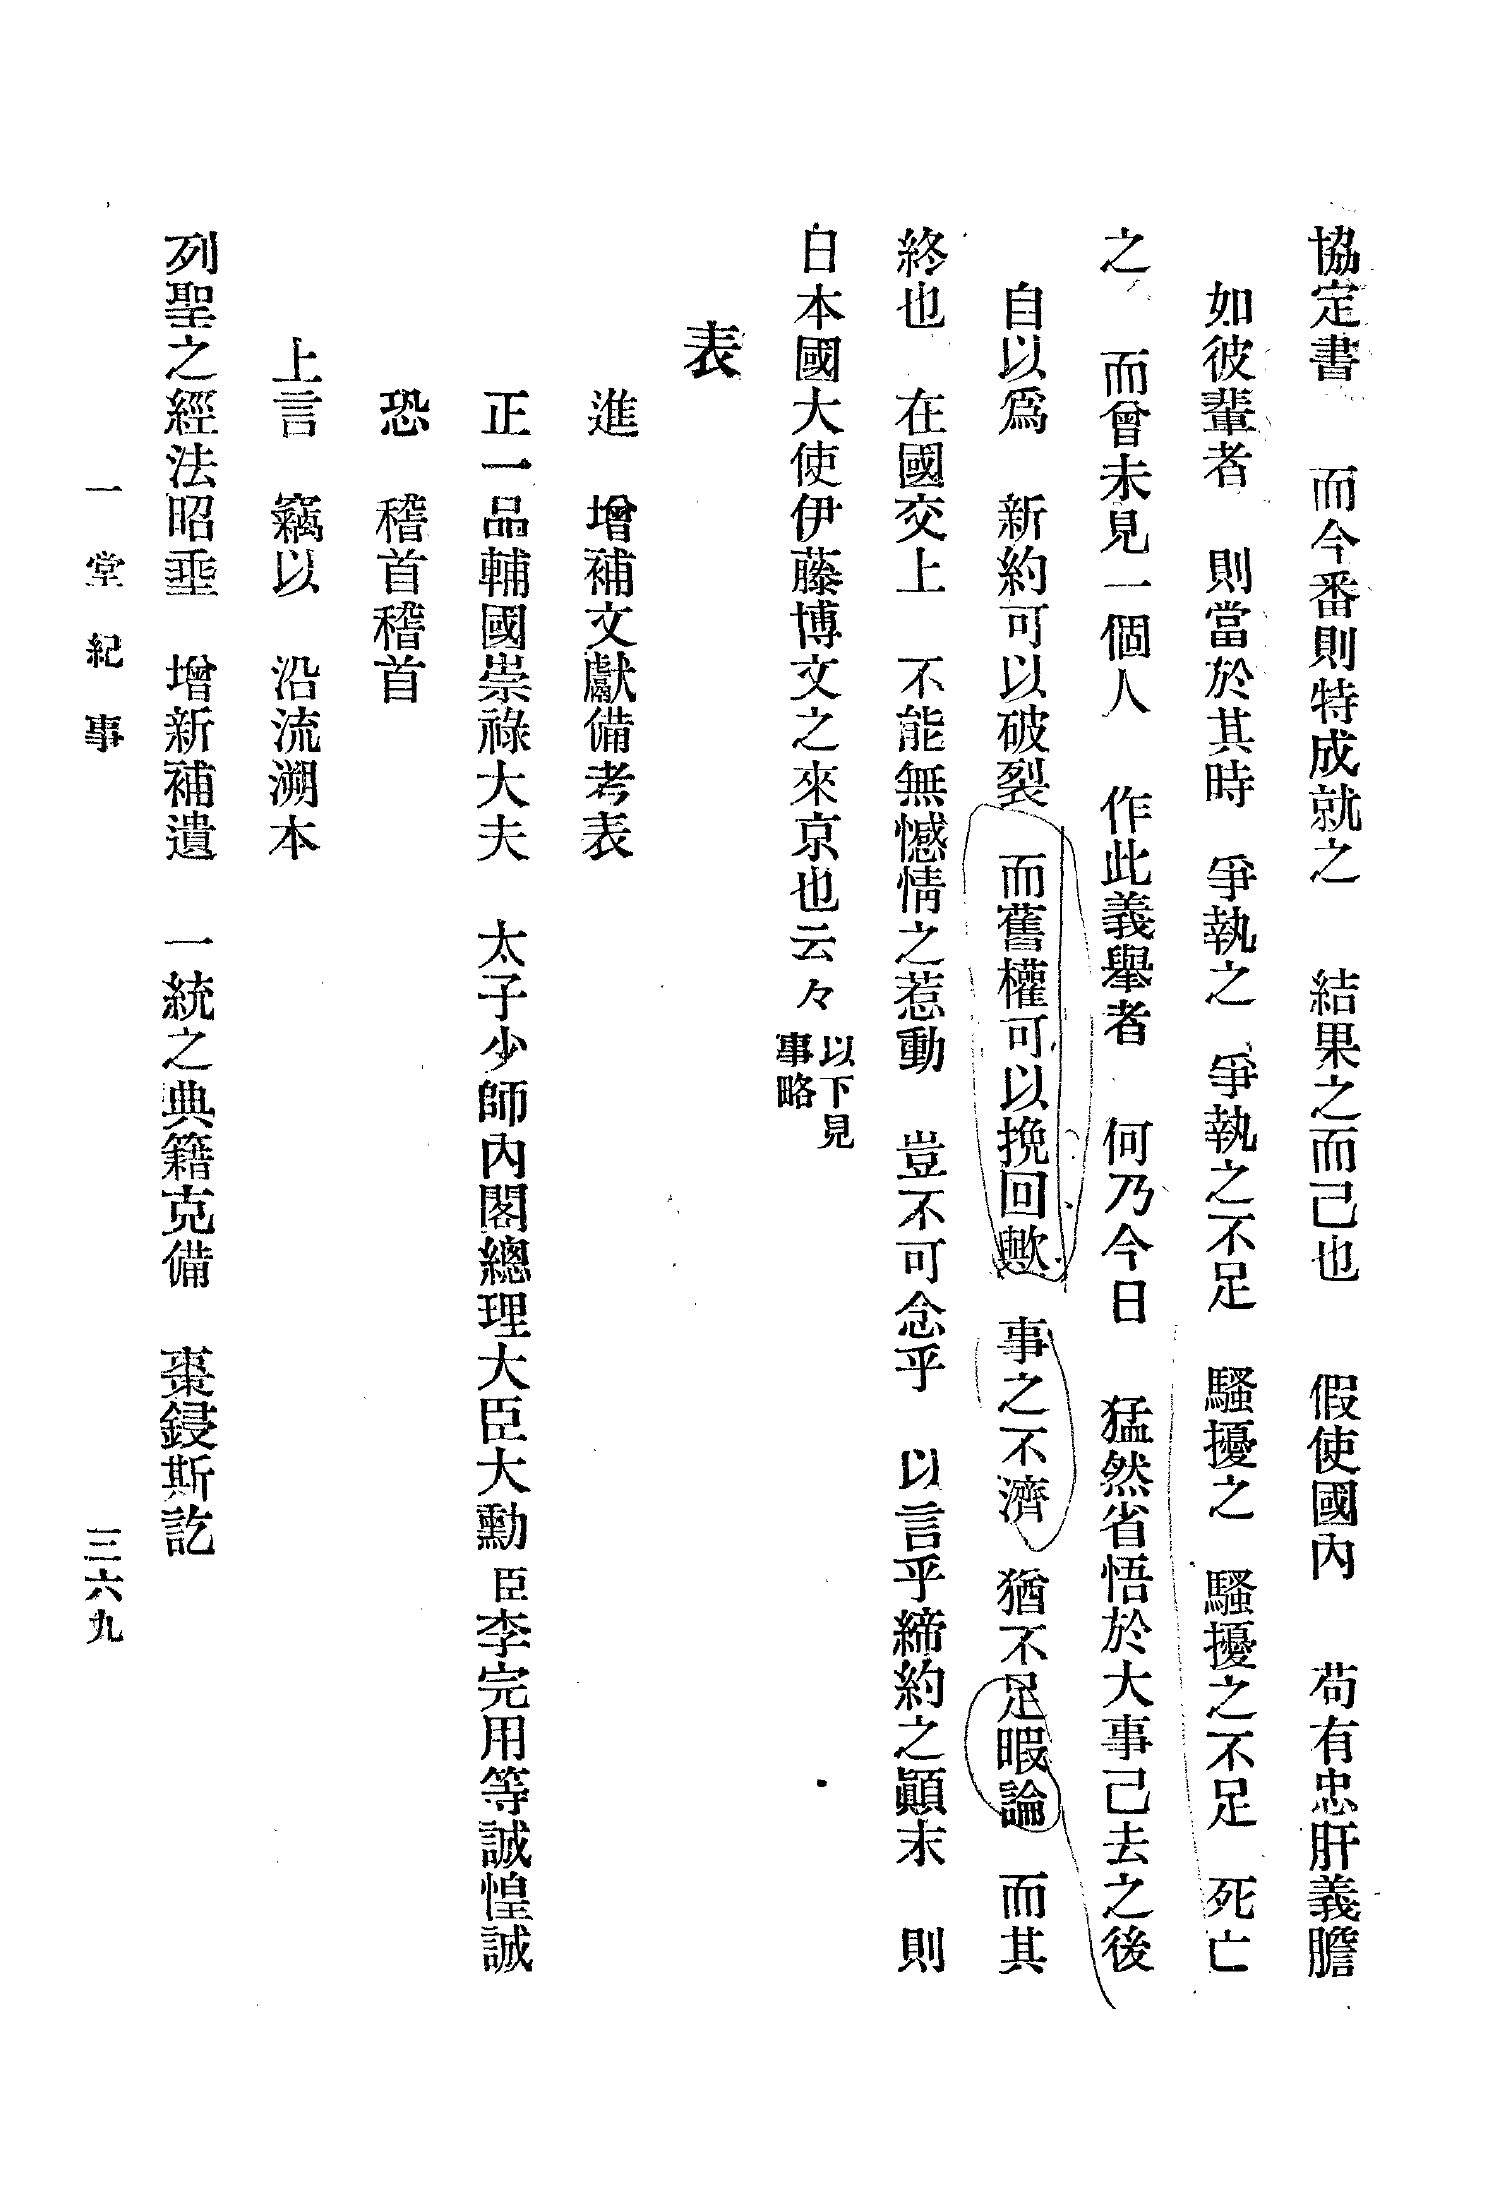 協定書 而今番則特成就之 結果之而己也 假使國內 苟有忠肝義膽
如彼輩者 則當於其時 爭執之 爭執之不足 騷擾之 騷擾之不足 死亡
之 而曾未見一個人 作此義舉者 何乃今日 猛然省悟於大事己去之後
自以爲 新約可以破裂 而舊權可以挽回歟 事之不濟 猶不足暇論 而其
終也 在國交上 不能無憾情之惹動 豈不可念乎 以言乎締約之顚末 則
日本國大使伊藤博文之來京也云々 以下見
事略
表
進 增補文獻備考表
正一品輔國崇祿大夫 太子少師內閣總理大臣大勳 臣李完用等誠惶誠
恐 稽首稽首
上言 竊以 沿流溯本
列聖之經法昭垂 增新補遺 一統之典籍克備 棗鋟斯訖
一堂紀事 三六九